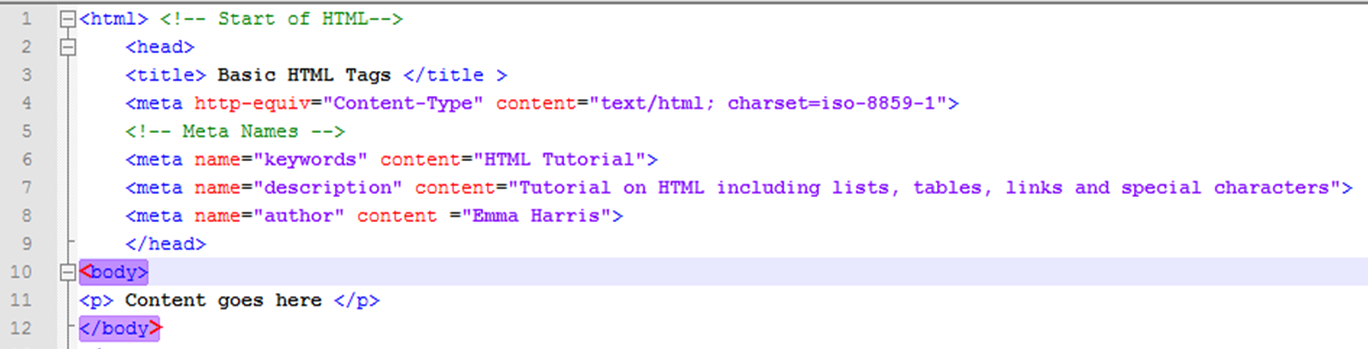 1 <html> <!-- Start of HTML-->
2 <head>
3 <title> Basic HTML Tags </title >
4 <meta http-equiv="Content-Type" content="text/html; charset=iso-8859-1">
5 <!-- Meta Names -->
6 <meta name="keywords" content="HTML Tutorial">
7 <meta name="description" content="Tutorial on HTML including lists, tables, links and special characters">
8 <meta name="author" content ="Emma Harris">
9 </head>
10 <body>
11 <p> Content goes here </p>
12 </body>